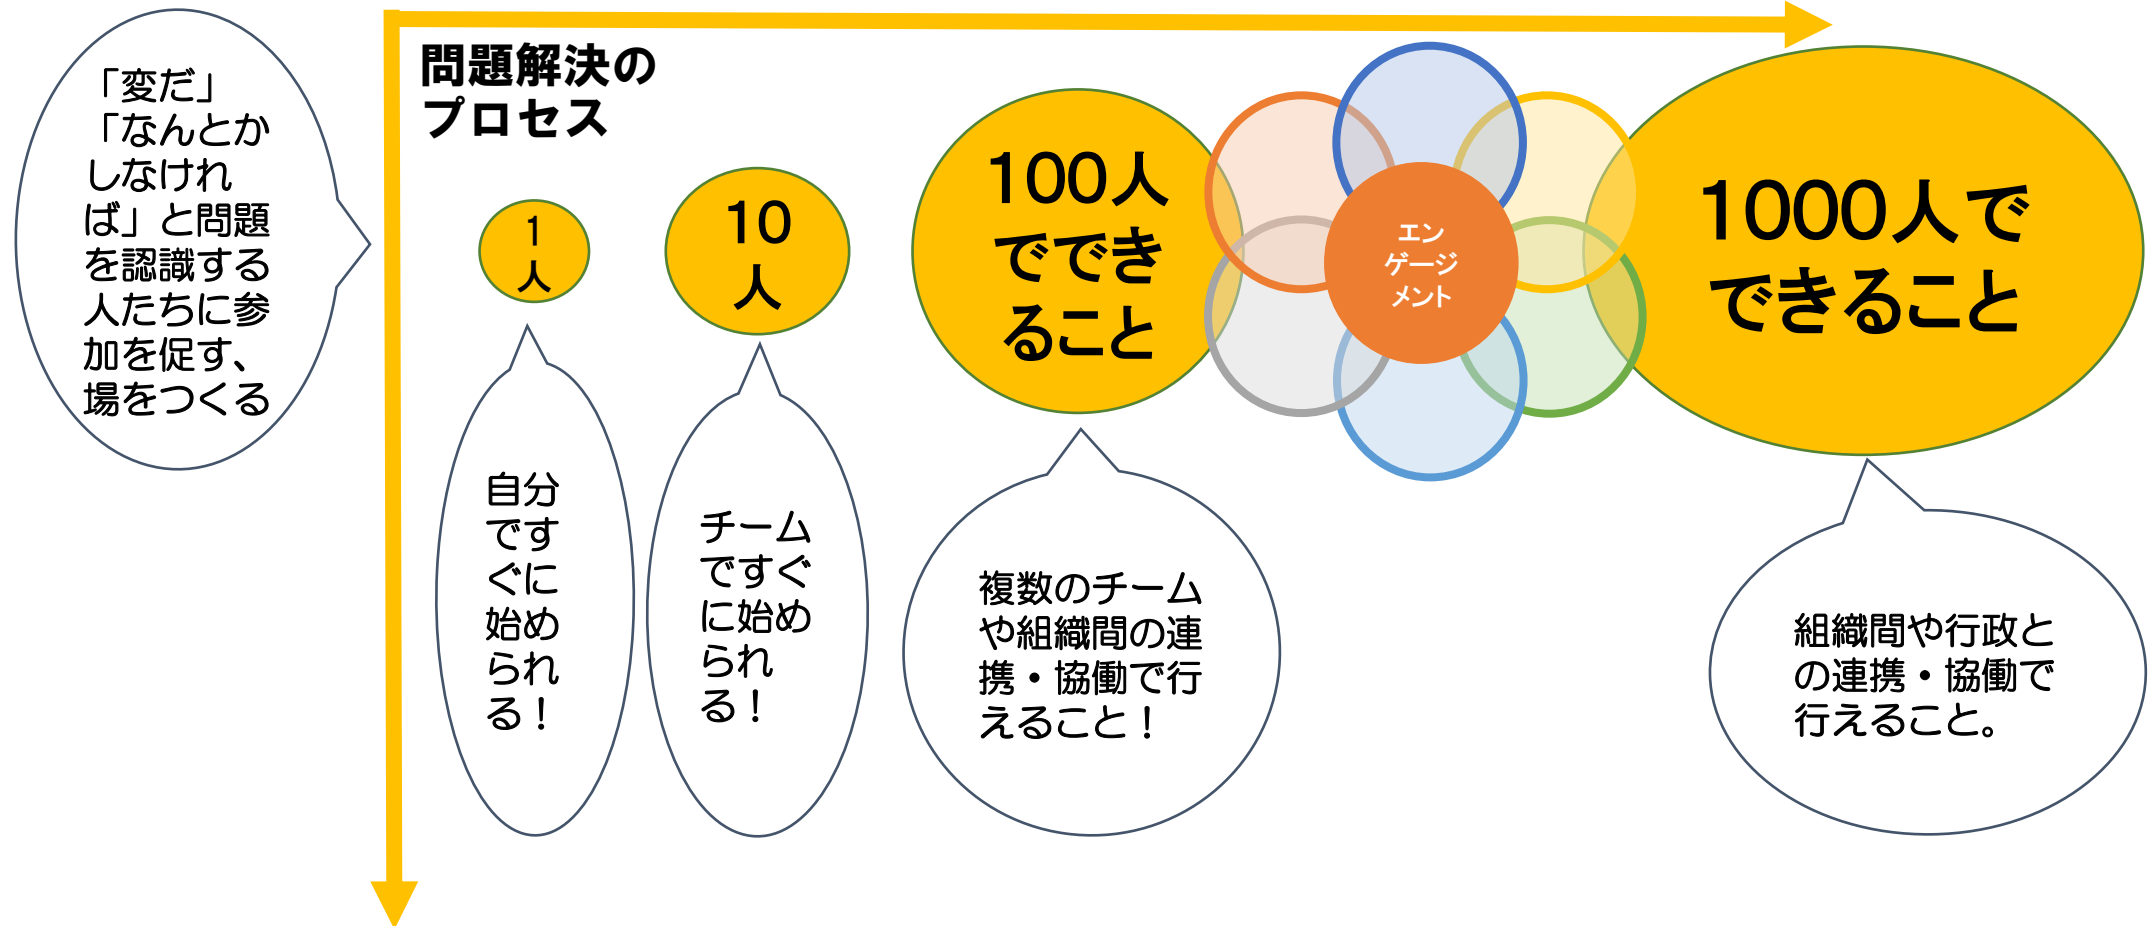 「変だ」
「なんとか
しなけれ
ば」と問題
を認識する
人たちに参
加を促す、
場をつくる
問題解決の
プロセス
1
人
10
人
100人
ででき
ること
エン
ゲージ
メント
1000人で
できること
自分
です
ぐに
始め
られ
る！
チーム
ですぐ
に始め
られ
る！
複数のチーム
や組織間の連
携・協働で行
えること！
組織間や行政と
の連携・協働で
行えること。